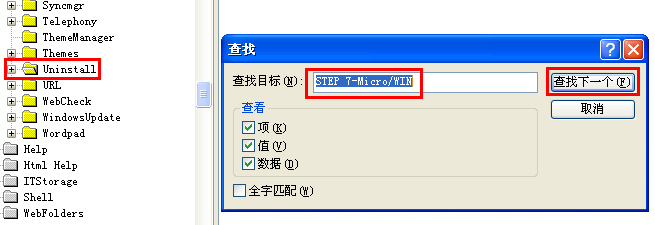 Syncmgr
Telephony
ThemeManager
Themes
Uninstall
URL
WebCheck
WindowsUpdate
Wordpad
Help
Html Help
ITStorage
Shell
WebFolders
查找
查找目标(N):
STEP 7-Micro/WIN
查找下一个(F)
取消
查看
项(K)
值(V)
数据(D)
全字匹配(W)